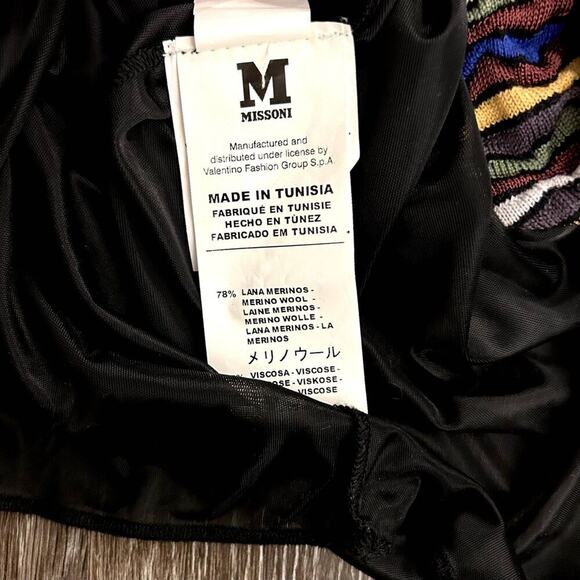 M
MISSONI
Manufactured and
distributed under license by
Valentino Fashion Group S.p.A.
MADE IN TUNISIA
FABRIQUÉ EN TUNISIE
HECHO EN TÙNEZ
FABRICADO EM TUNISIA
78% LANA MERINOS -
MERINO WOOL -
LAINE MERINOS -
MERINO WOLLE -
LANA MERINOS - LA
MERINOS
メリノウール
% VISCOSA - VISCOSE -
VISKOSE -